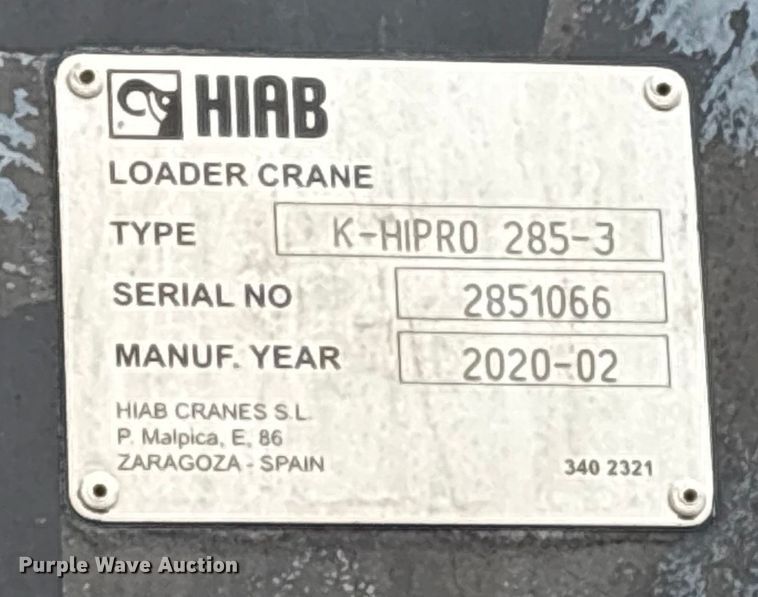 HIAB
LOADER CRANE
TYPE K-HIPRO 285-3
SERIAL NO 2851066
MANUF. YEAR 2020-02
HIAB CRANES S.L.
P. Malpica, E, 86
ZARAGOZA - SPAIN 340 2321
Purple Wave Auction